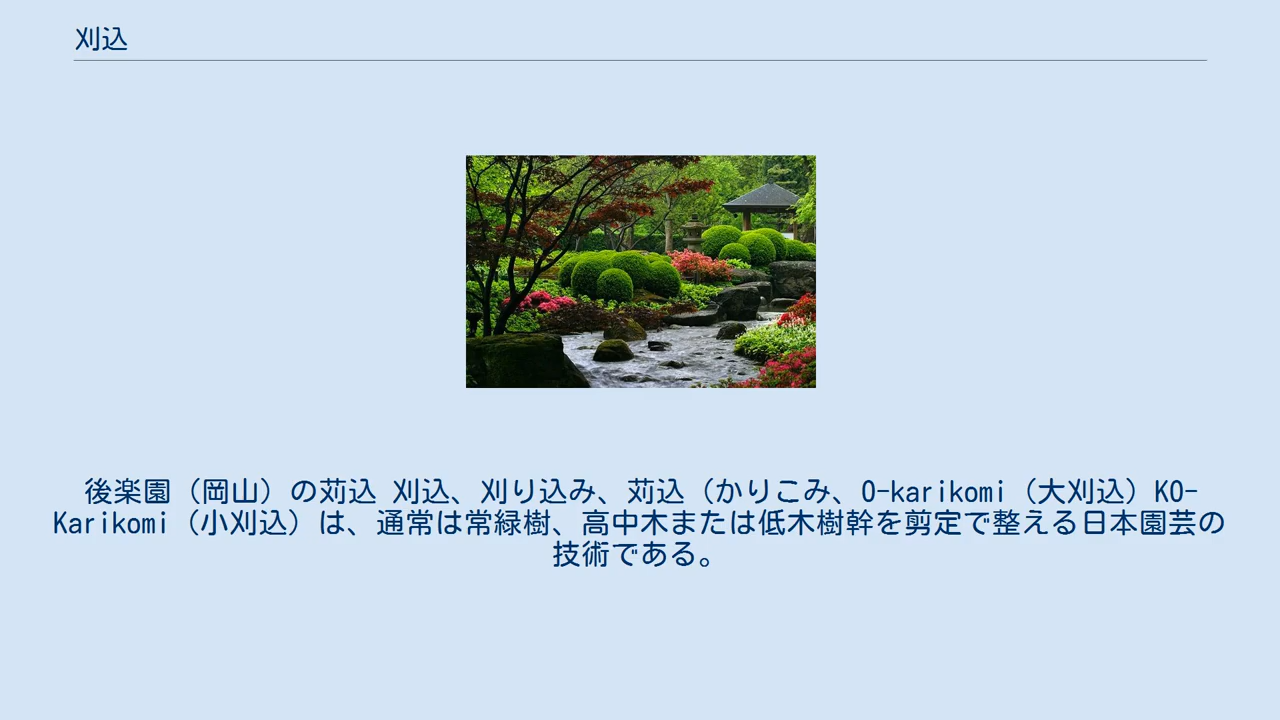 刈込
後楽園（岡山）の苅込 刈込、刈り込み、苅込（かりこみ、O-karikomi（大刈込）KO-
Karikomi（小刈込）は、通常は常緑樹、高中木または低木樹幹を剪定で整える日本園芸の
技術である。